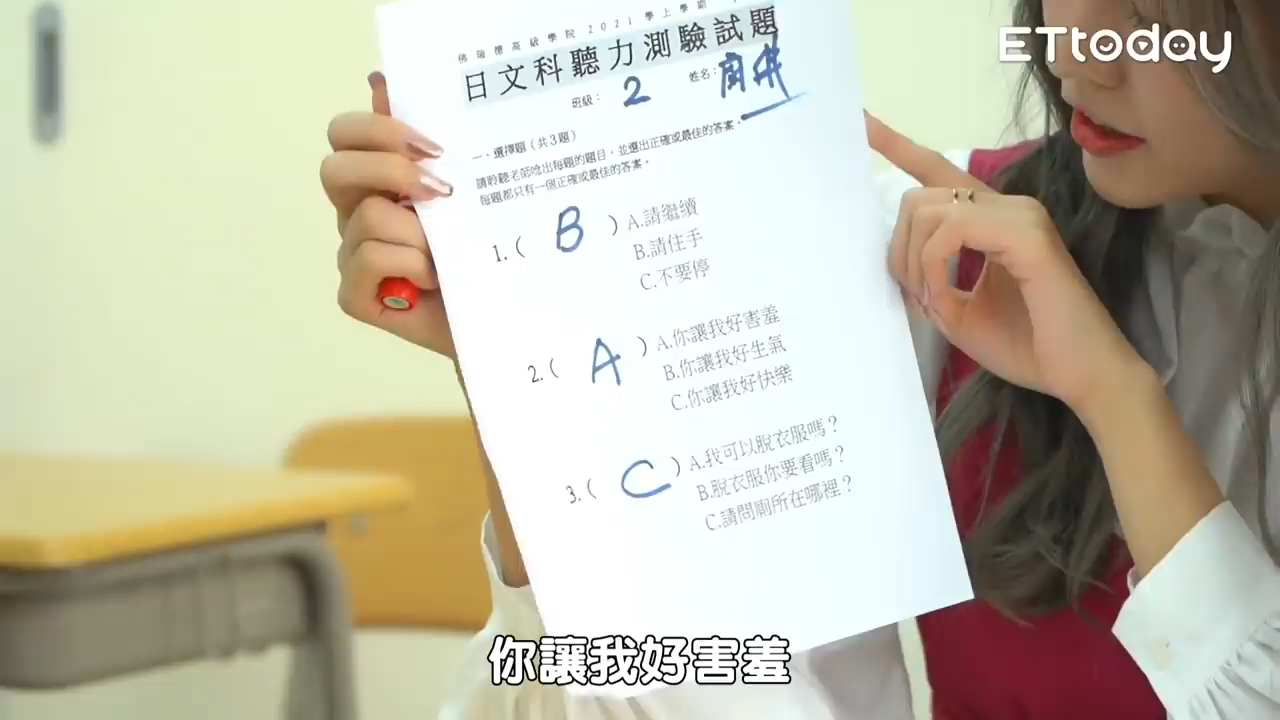 ETtoday
佛陽德高級學院2021學上學期
日文科聽力測驗試題
班級： 2 姓名：
一、選擇題（共3題）
請聆聽老師唸出每題的題目，並選出正確或最佳的答案。
每題都只有一個正確或最佳的答案。
1.（ B ）A.請繼續
B.請住手
C.不要停
2.（ A ）A.你讓我好害羞
B.你讓我好生氣
C.你讓我好快樂
3.（ C ）A.我可以脫衣服嗎？
B.脫衣服你要看嗎？
C.請問廁所在哪裡？
你讓我好害羞